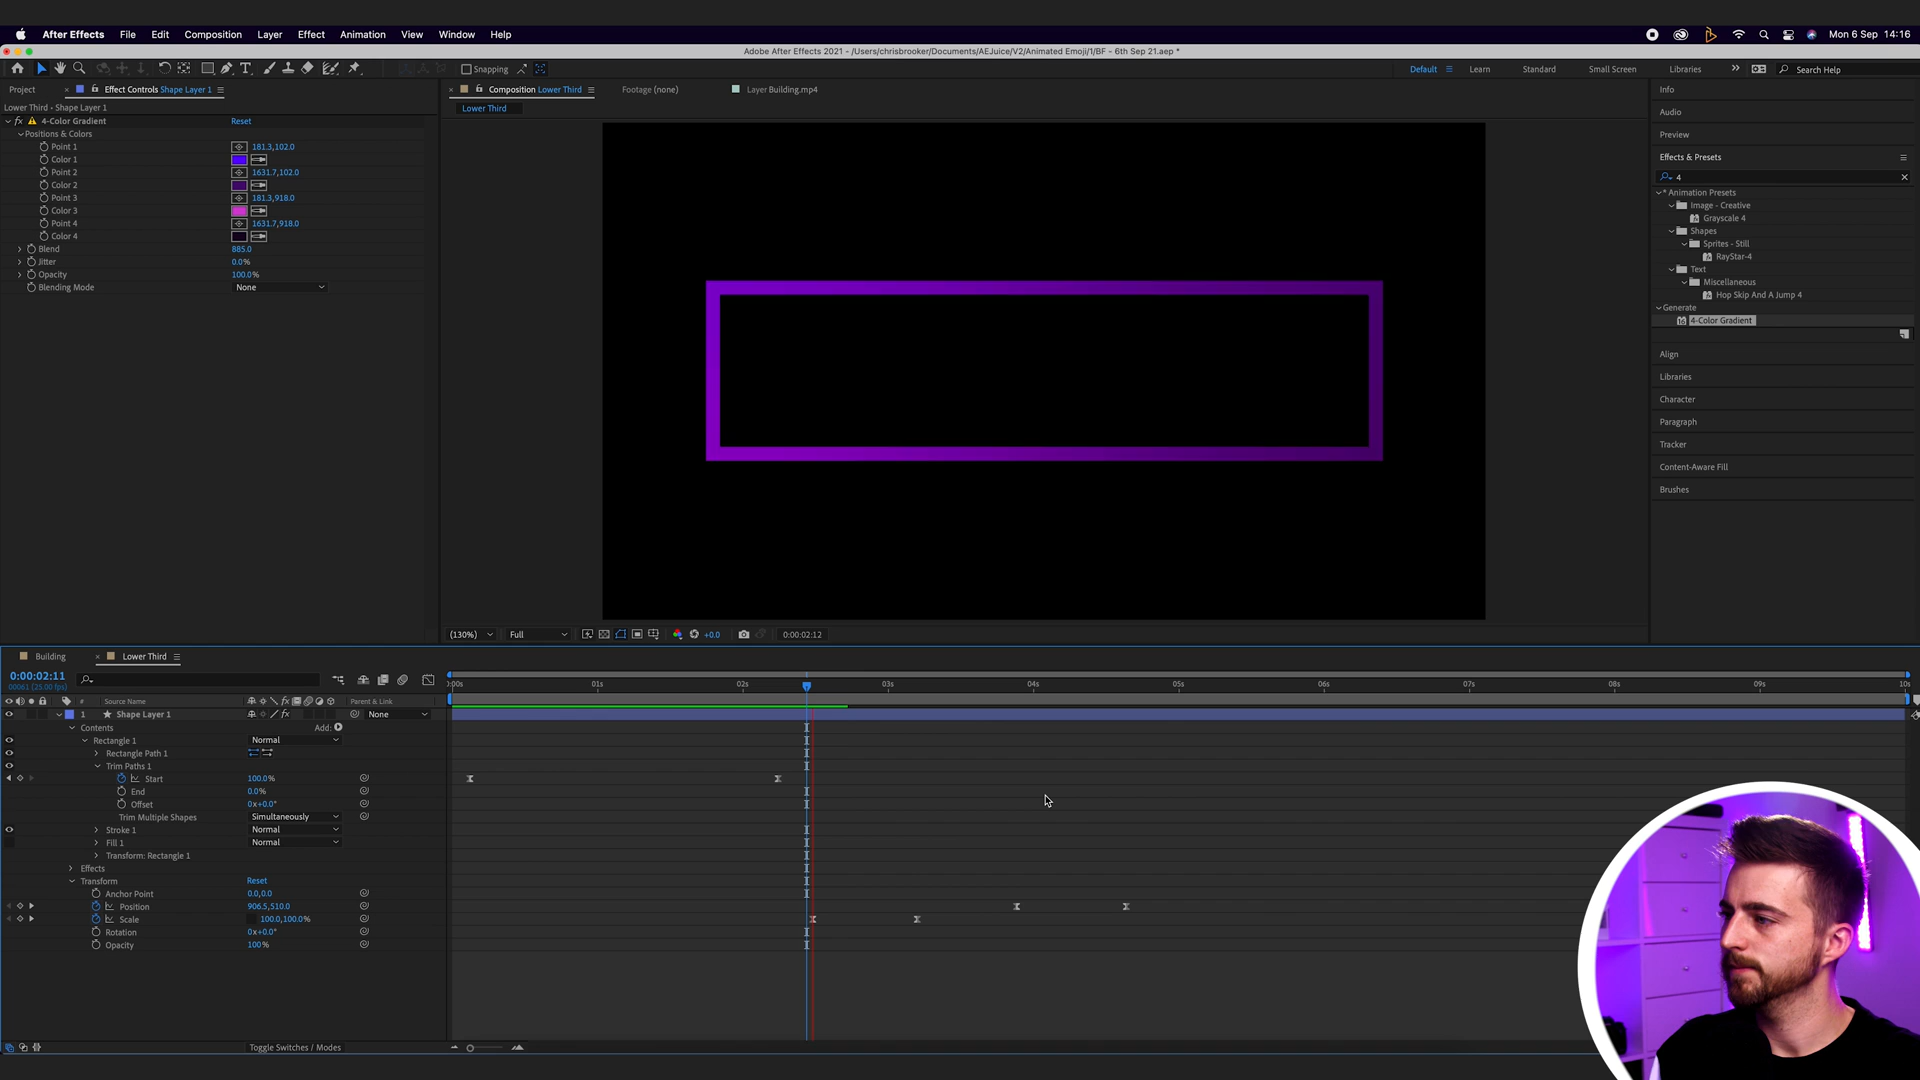 After Effects File Edit Composition Layer Effect Animation View Window Help Mon 6 Sep 14:16
Adobe After Effects 2021 - /Users/chrisbrooker/Documents/AEJuice/V2/Animated Emoji/1/BF - 6th Sep 21.aep *
Snapping Default Learn Standard Small Screen Libraries Search Help
Project Effect Controls Shape Layer 1 Composition Lower Third Footage (none) Layer Building.mp4 Info
Lower Third - Shape Layer 1 Lower Third
Audio
fx 4-Color Gradient Reset
Positions & Colors Preview
Point 1 181.3,102.0
Color 1 Effects & Presets
Point 2 1631.7,102.0
4
Color 2
Animation Presets
Point 3 181.3,918.0
Image - Creative
Color 3
Grayscale 4
Point 4 1631.7,918.0
Shapes
Color 4
Sprites - Still
Blend 885.0
RayStar-4
Jitter 0.0%
Text
Opacity 100.0%
Miscellaneous
Blending Mode None
Hop Skip And A Jump 4
Generate
4-Color Gradient
Align
Libraries
Character
Paragraph
Tracker
Content-Aware Fill
Brushes
(130%) Full +0.0 0:00:02:12
Building Lower Third
0:00:02:11
00061 (25.00 fps)
:00s 01s 02s 03s 04s 05s 06s 07s 08s 09s 10s
# Source Name fx Parent & Link
1 Shape Layer 1 fx None
Contents Add:
Rectangle 1 Normal
Rectangle Path 1
Trim Paths 1
Start 100.0%
End 0.0%
Offset 0x+0.0°
Trim Multiple Shapes Simultaneously
Stroke 1 Normal
Fill 1 Normal
Transform: Rectangle 1
Effects
Transform Reset
Anchor Point 0.0,0.0
Position 906.5,510.0
Scale 100.0,100.0%
Rotation 0x+0.0°
Opacity 100%
Toggle Switches / Modes